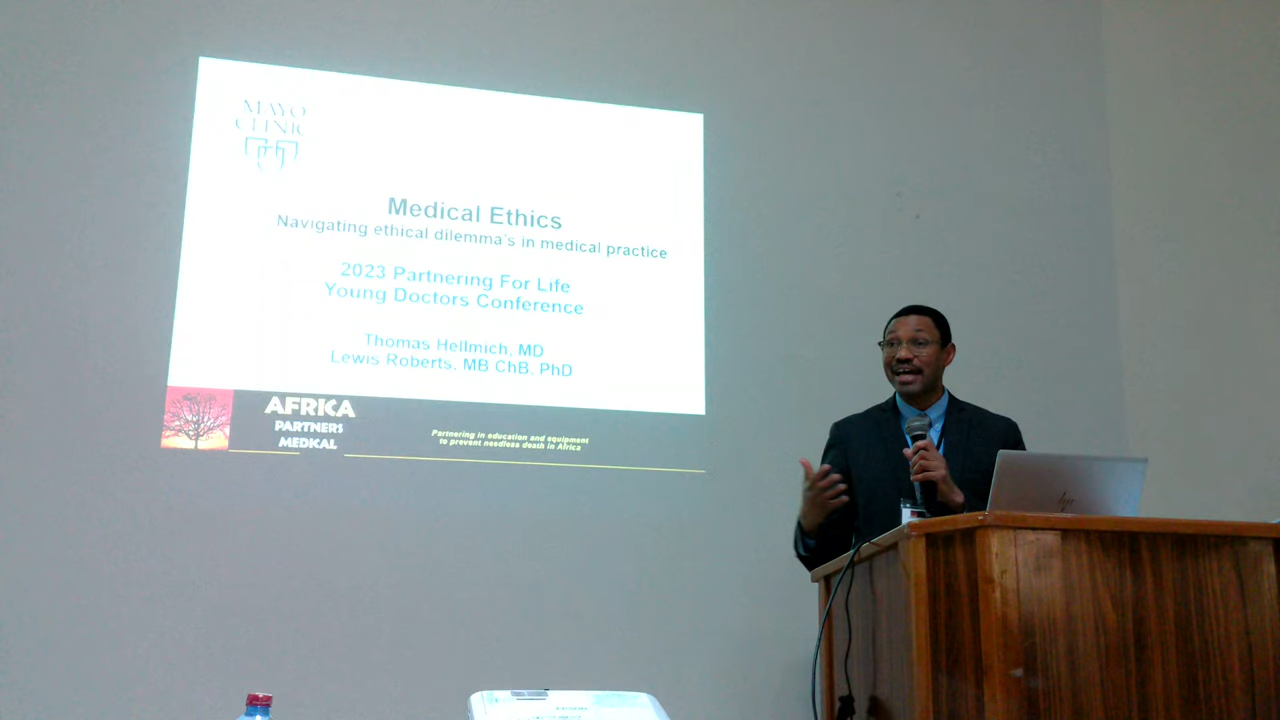 MAYO
CLINIC
Medical Ethics
Navigating ethical dilemma's in medical practice
2023 Partnering For Life
Young Doctors Conference
Thomas Hellmich, MD
Lewis Roberts, MB ChB, PhD
AFRICA
PARTNERS
MEDICAL
Partnering in education and equipment
to prevent needless death in Africa
hp